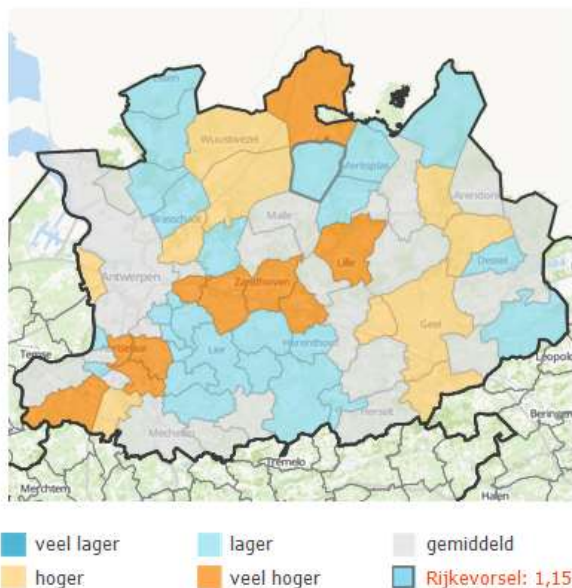 Wuustwezel
Merksplas
Brasschaat
Malle
Arendonk
Lille
Dessel
Antwerpen
Zandhoven
Geel
Temse
Lier
Herenthout
Leopold
Herselt
Mechelen
Beringen
Tremelo
Merchtem
Halen
veel lager
lager
gemiddeld
hoger
veel hoger
Rijkevorsel: 1,15